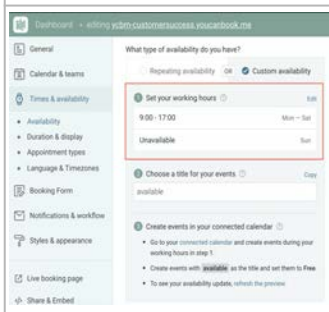 Dashboard - editing ycbm-customersuccess.youcanbook.me
General
Calendar & teams
Times & availability
Availability
Duration & display
Appointment types
Language & Timezones
Booking Form
Notifications & workflow
Styles & appearance
Live booking page
Share & Embed
What type of availability do you have?
Repeating availability OR Custom availability
1 Set your working hours Edit
9:00 - 17:00 Mon – Sat
Unavailable Sun
2 Choose a title for your events Copy
available
3 Create events in your connected calendar
Go to your connected calendar and create events during your
working hours in step 1.
Create events with available as the title and set them to Free
To see your availability update, refresh the preview.